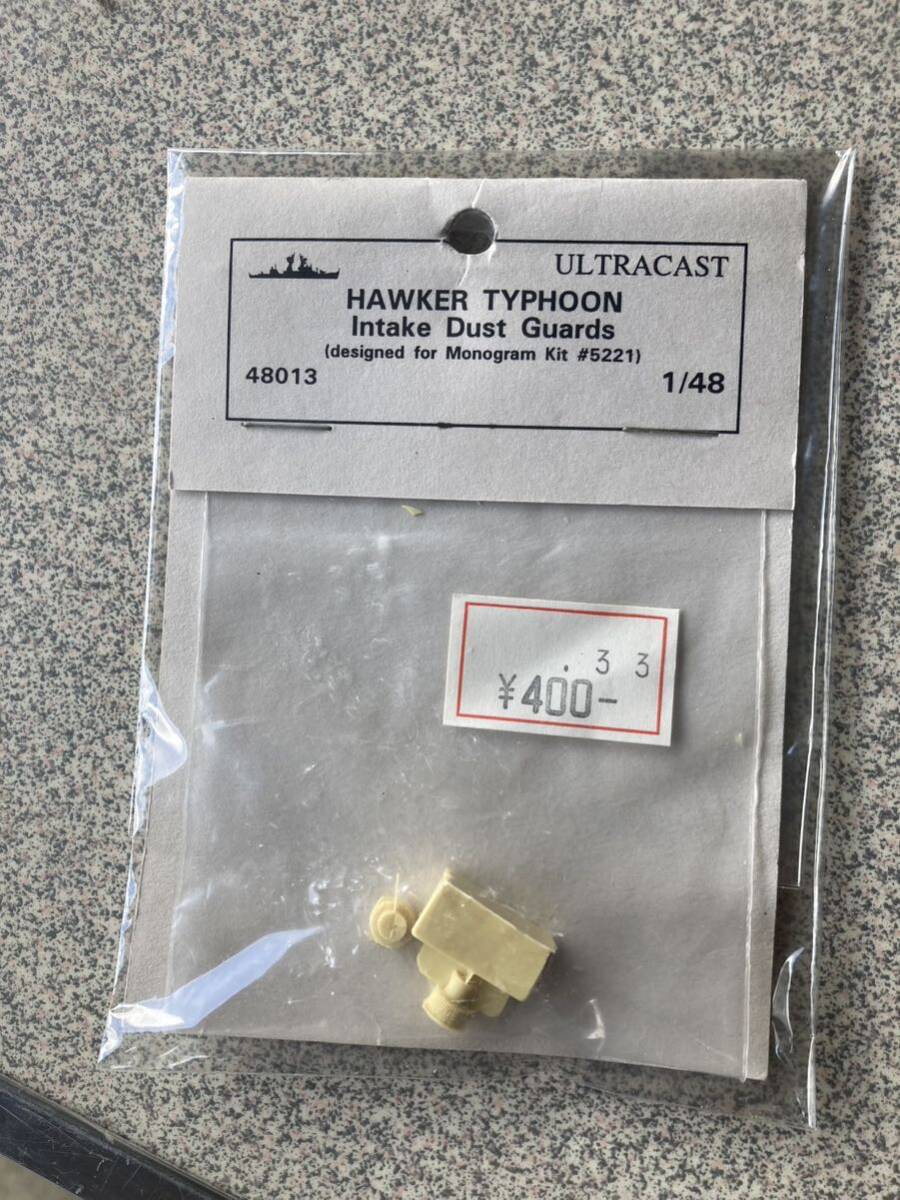 ULTRACAST
HAWKER TYPHOON
Intake Dust Guards
(designed for Monogram Kit #5221)
48013
1/48
. 3 3
¥400-